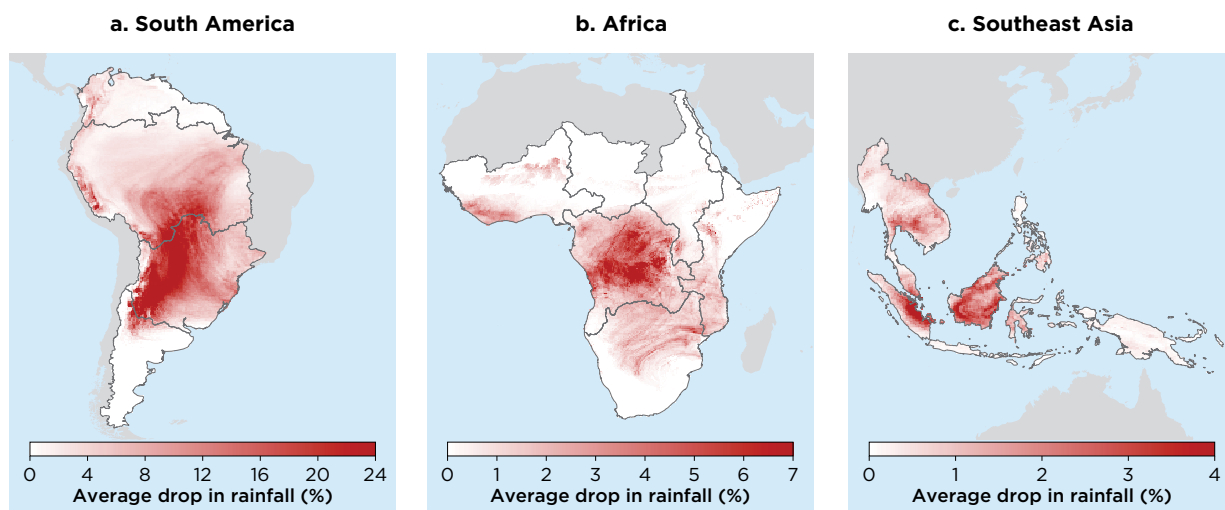 a. South America
b. Africa
c. Southeast Asia
0 4 8 12 16 20 24
Average drop in rainfall (%)
0 1 2 3 4 5 6 7
Average drop in rainfall (%)
0 1 2 3 4
Average drop in rainfall (%)